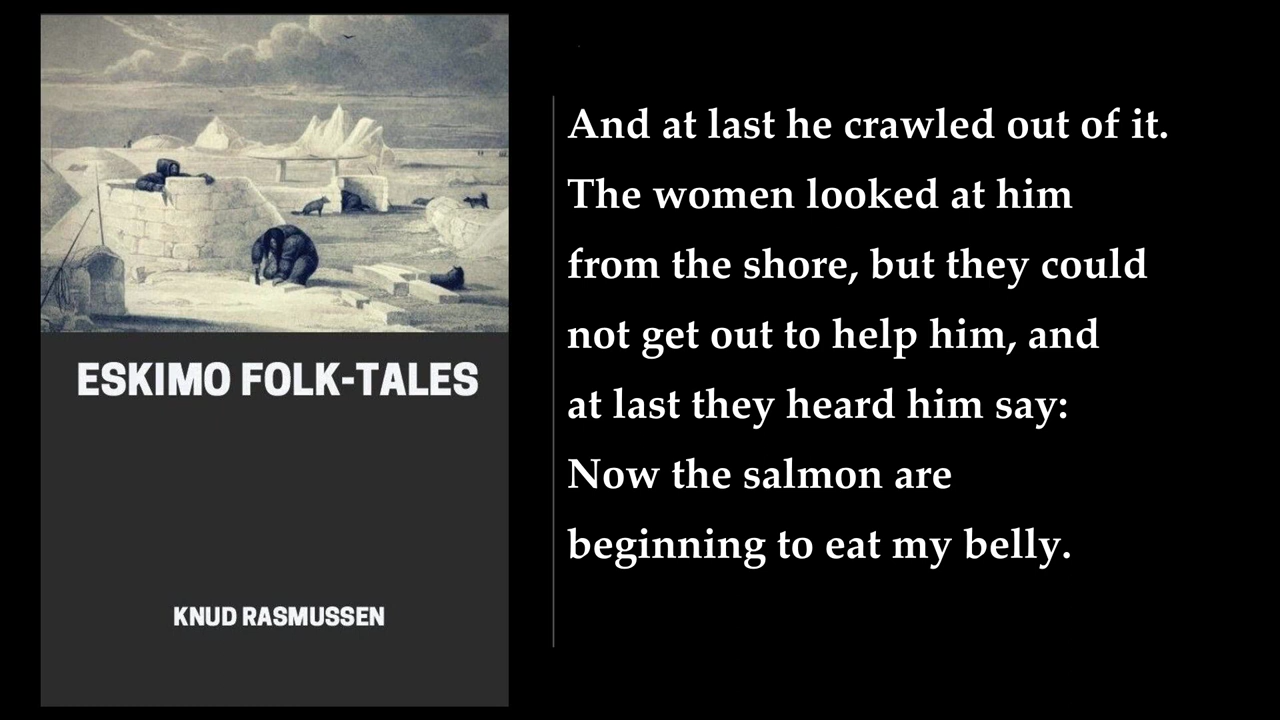 ESKIMO FOLK-TALES
KNUD RASMUSSEN
And at last he crawled out of it.
The women looked at him
from the shore, but they could
not get out to help him, and
at last they heard him say:
Now the salmon are
beginning to eat my belly.